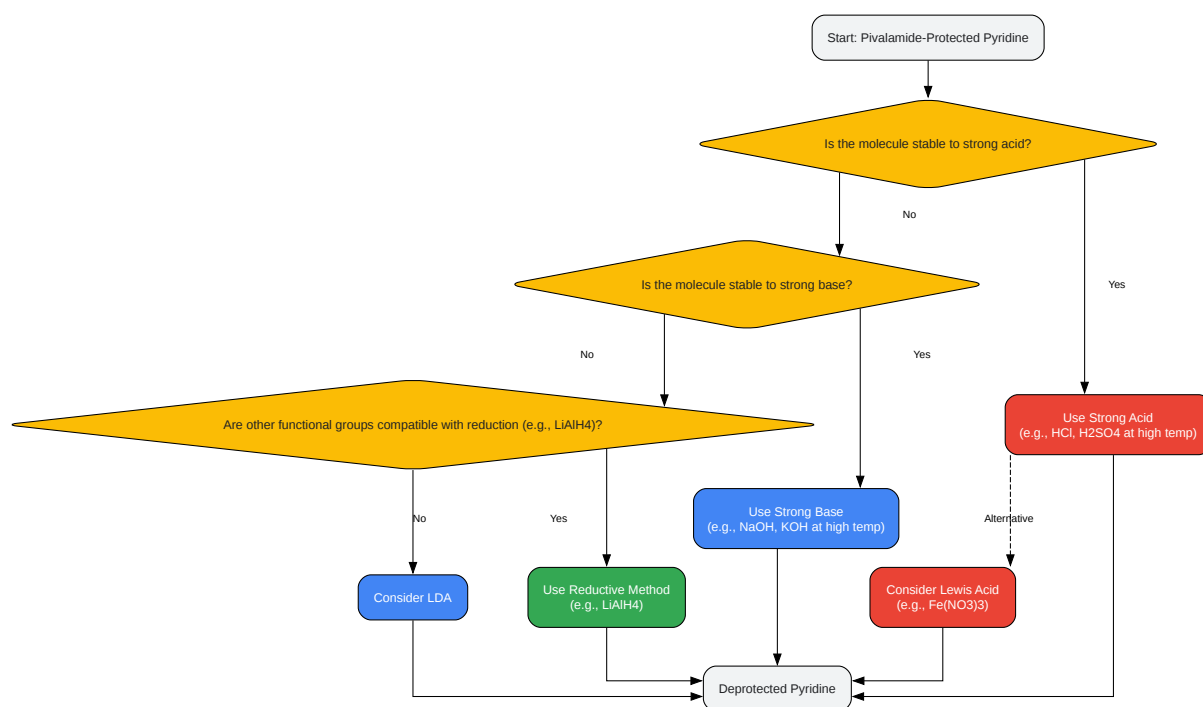 Start: Pivalamide-Protected Pyridine
Is the molecule stable to strong acid?
No
Is the molecule stable to strong base?
Yes
No
Yes
Use Strong Acid
(e.g., HCl, H2SO4 at high temp)
Are other functional groups compatible with reduction (e.g., LiAlH4)?
Use Strong Base
(e.g., NaOH, KOH at high temp)
No
Yes
Alternative
Consider LDA
Use Reductive Method
(e.g., LiAlH4)
Consider Lewis Acid
(e.g., Fe(NO3)3)
Deprotected Pyridine